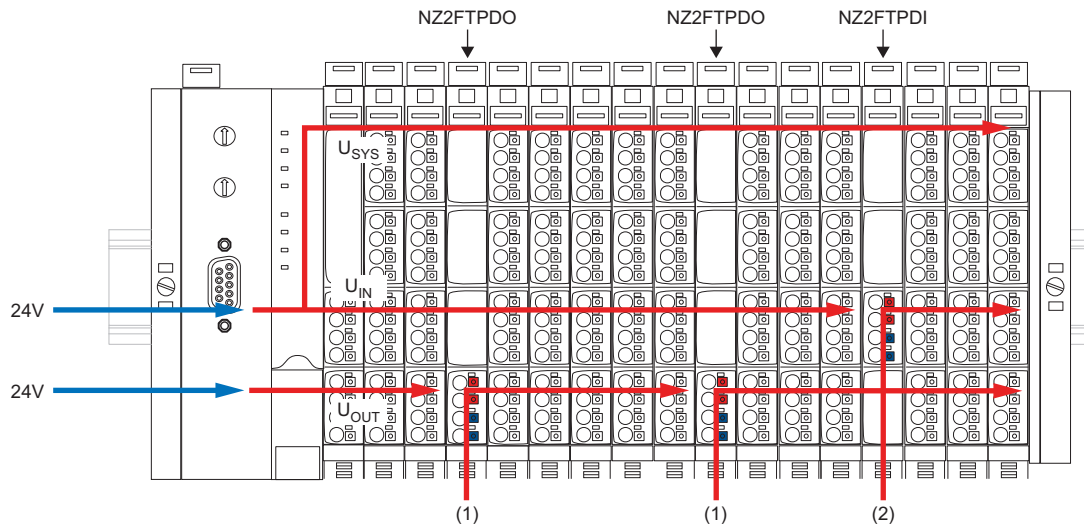 NZ2FTPDO NZ2FTPDO NZ2FTPDI
USYS
UIN
24V
24V
UOUT
(1) (1) (2)